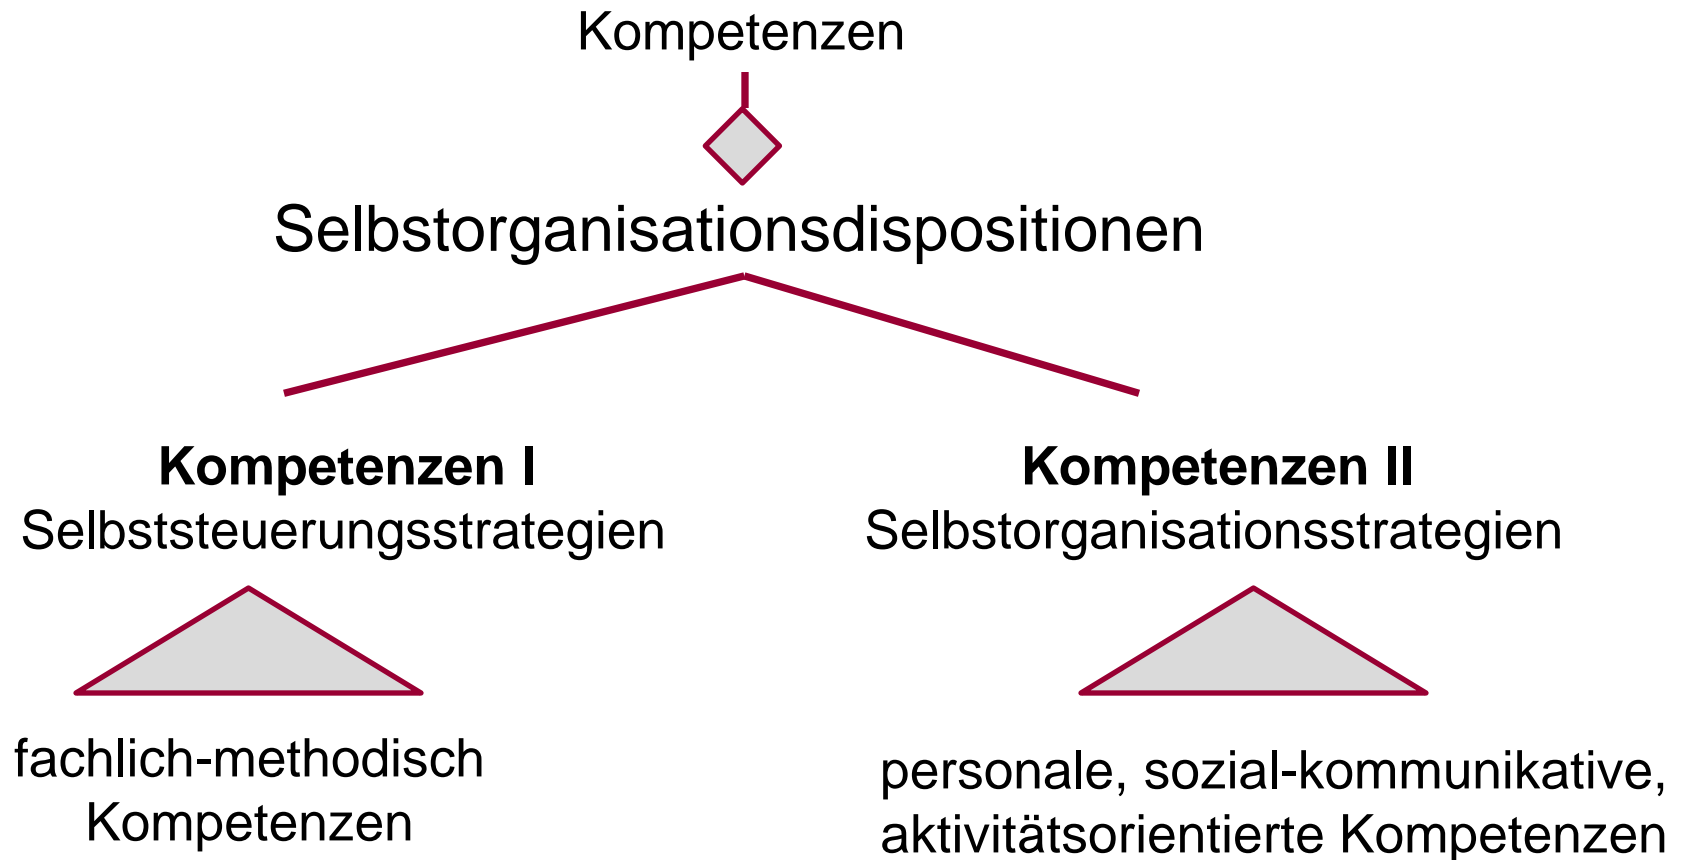 Kompetenzen
Selbstorganisationsdispositionen
Kompetenzen I
Selbststeuerungsstrategien
fachlich-methodisch
Kompetenzen
Kompetenzen II
Selbstorganisationsstrategien
personale, sozial-kommunikative,
aktivitätsorientierte Kompetenzen